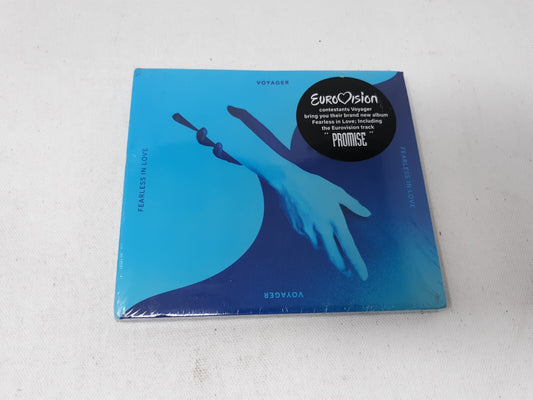 VOYAGER
EUROVISION
contestants Voyager
bring you their brand new album
Fearless in Love; Including
the Eurovision track
" PROMISE "
FEARLESS IN LOVE
FEARLESS IN LOVE
VOYAGER